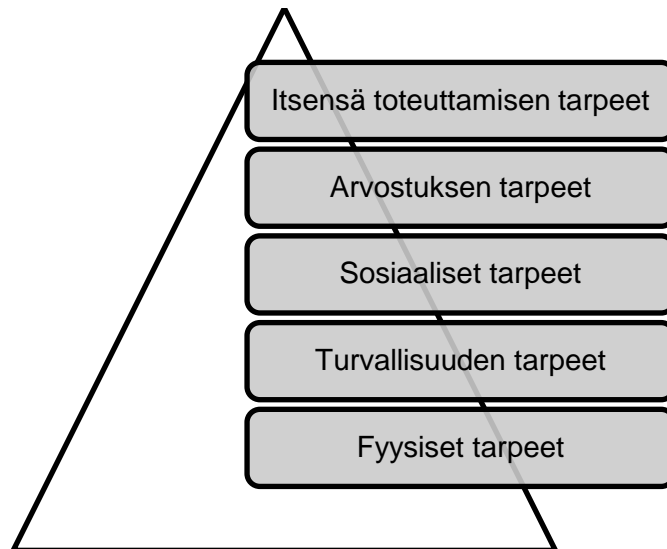 Itsensä toteuttamisen tarpeet
Arvostuksen tarpeet
Sosiaaliset tarpeet
Turvallisuuden tarpeet
Fyysiset tarpeet